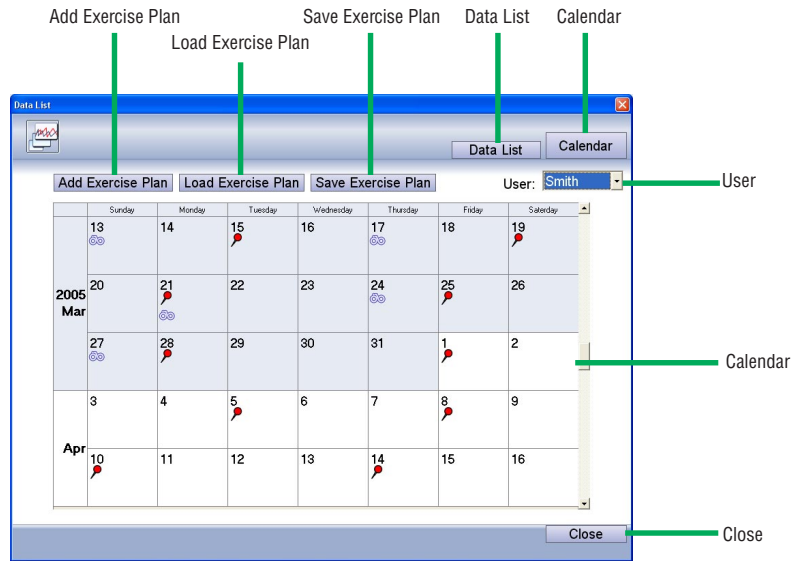 Add Exercise Plan Save Exercise Plan Data List Calendar
Load Exercise Plan
Data List
Data List Calendar
Add Exercise Plan Load Exercise Plan Save Exercise Plan User: Smith User
Sunday Monday Tuesday Wednesday Thursday Friday Saterday
13 14 15 16 17 18 19
2005 20 21 22 23 24 25 26
Mar
27 28 29 30 31 1 2
Calendar
3 4 5 6 7 8 9
Apr
10 11 12 13 14 15 16
Close Close